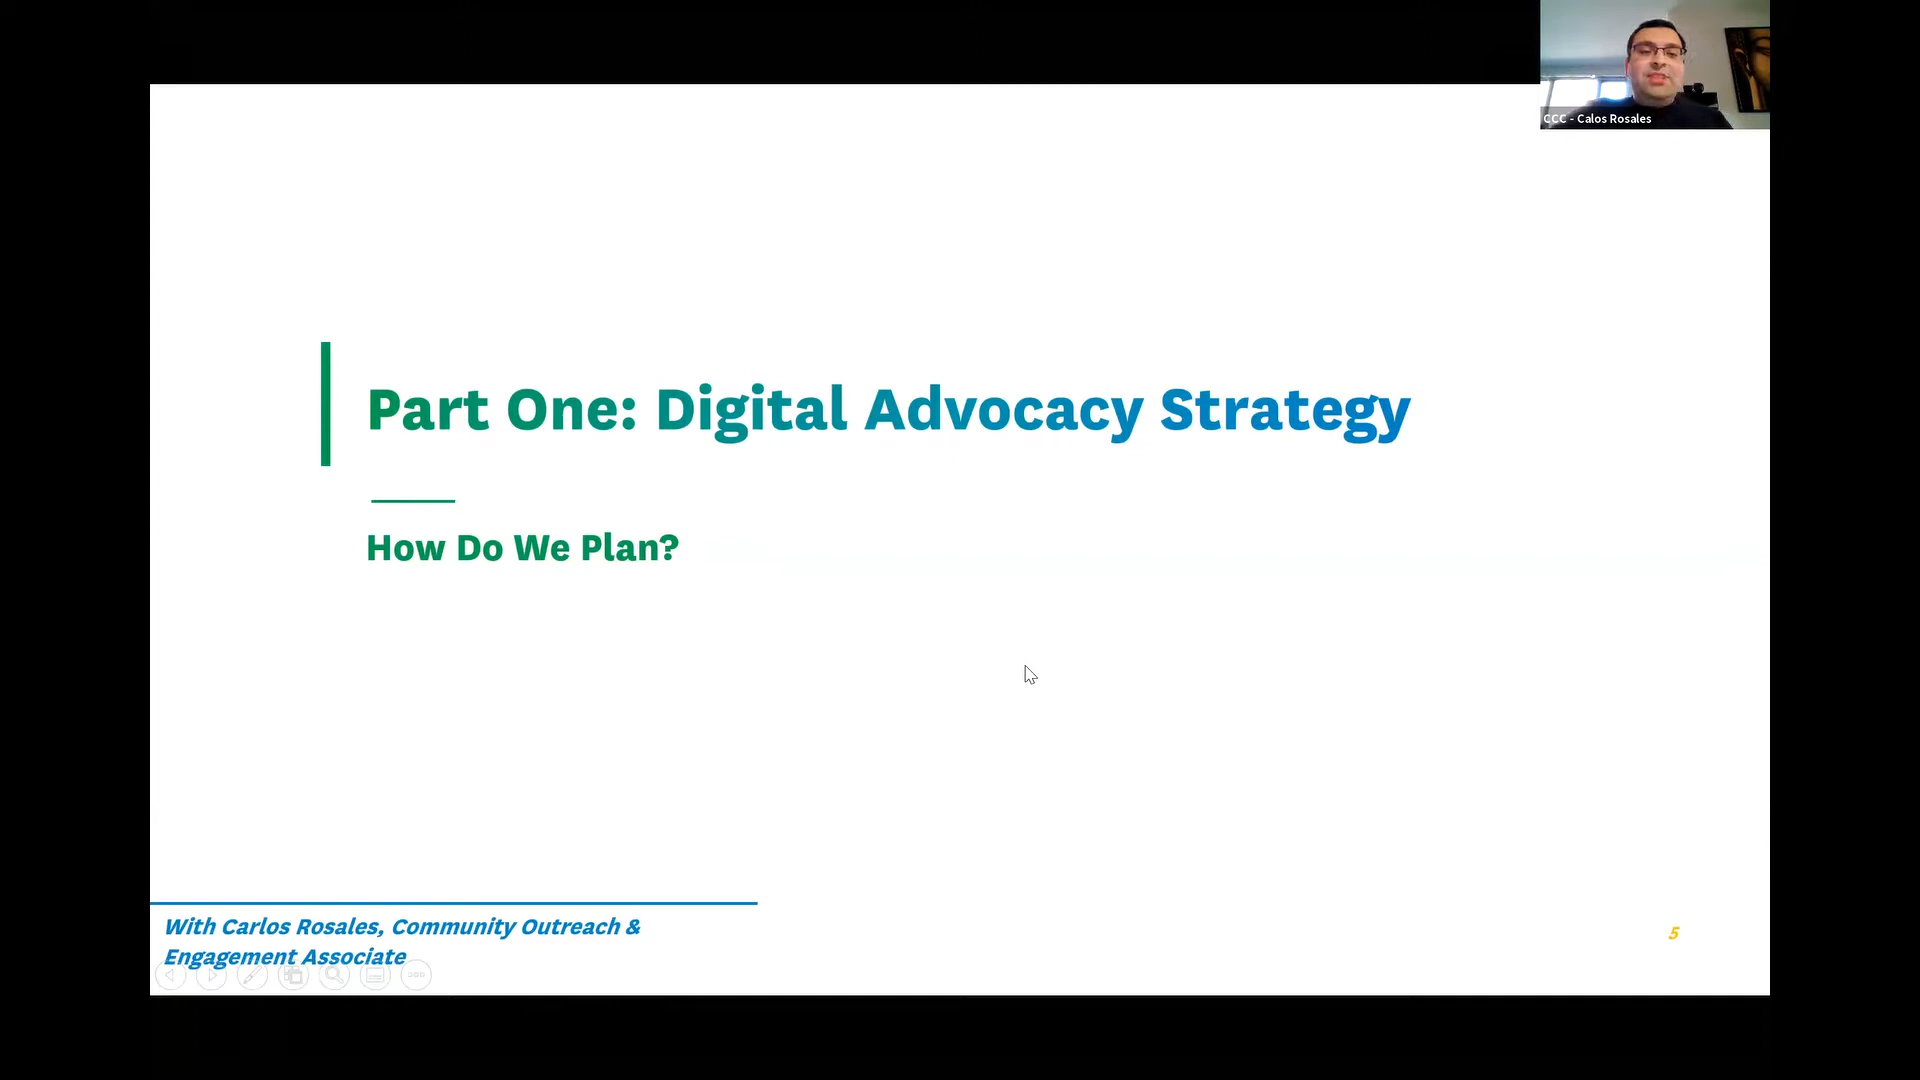 CCC - Calos Rosales
Part One: Digital Advocacy Strategy
How Do We Plan?
With Carlos Rosales, Community Outreach &
Engagement Associate
5